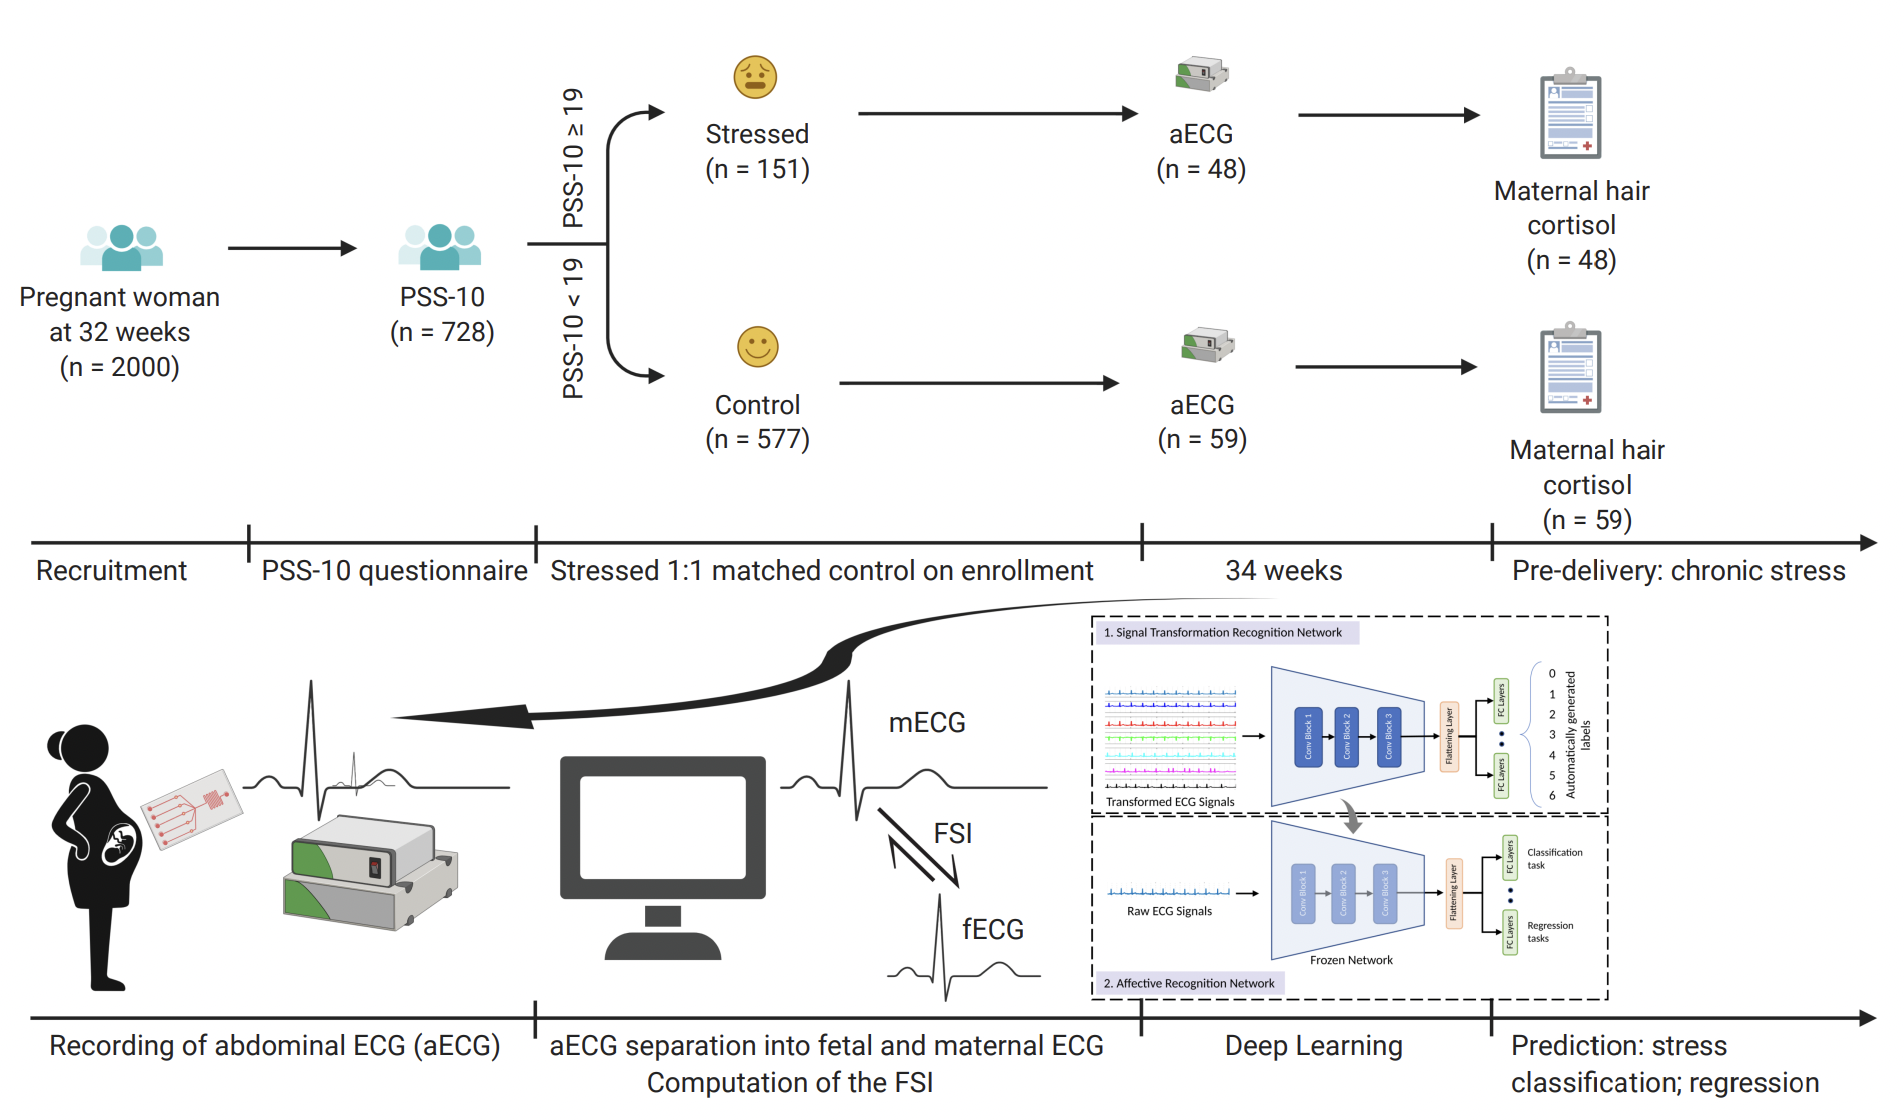 Pregnant woman
at 32 weeks
(n = 2000)
PSS-10
(n = 728)
PSS-10 ≥ 19
PSS-10 < 19
Stressed
(n = 151)
aECG
(n = 48)
Maternal hair
cortisol
(n = 48)
Control
(n = 577)
aECG
(n = 59)
Maternal hair
cortisol
(n = 59)
Recruitment
PSS-10 questionnaire
Stressed 1:1 matched control on enrollment
34 weeks
Pre-delivery: chronic stress
mECG
FSI
fECG
1. Signal Transformation Recognition Network
Transformed ECG Signals
Conv Block 1
Conv Block 2
Conv Block 3
Flattening Layer
FC Layers
FC Layers
0
1
2
3
4
5
6
Automatically generated
labels
Raw ECG Signals
Conv Block 1
Conv Block 2
Conv Block 3
Frozen Network
Flattening Layer
FC Layers
FC Layers
Classification
task
Regression
tasks
2. Affective Recognition Network
Recording of abdominal ECG (aECG)
aECG separation into fetal and maternal ECG
Computation of the FSI
Deep Learning
Prediction: stress
classification; regression